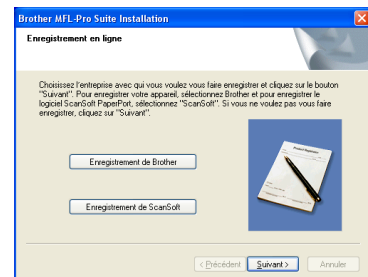 Brother MFL-Pro Suite Installation
Enregistrement en ligne
Choisissez l'entreprise avec qui vous voulez vous faire enregistrer et cliquez sur le bouton
"Suivant". Pour enregistrer votre appareil, sélectionnez Brother et pour enregistrer le
logiciel ScanSoft PaperPort, sélectionnez "ScanSoft". Si vous ne voulez pas vous faire
enregistrer, cliquez sur "Suivant".
Enregistrement de Brother
Enregistrement de ScanSoft
< Précédent
Suivant >
Annuler